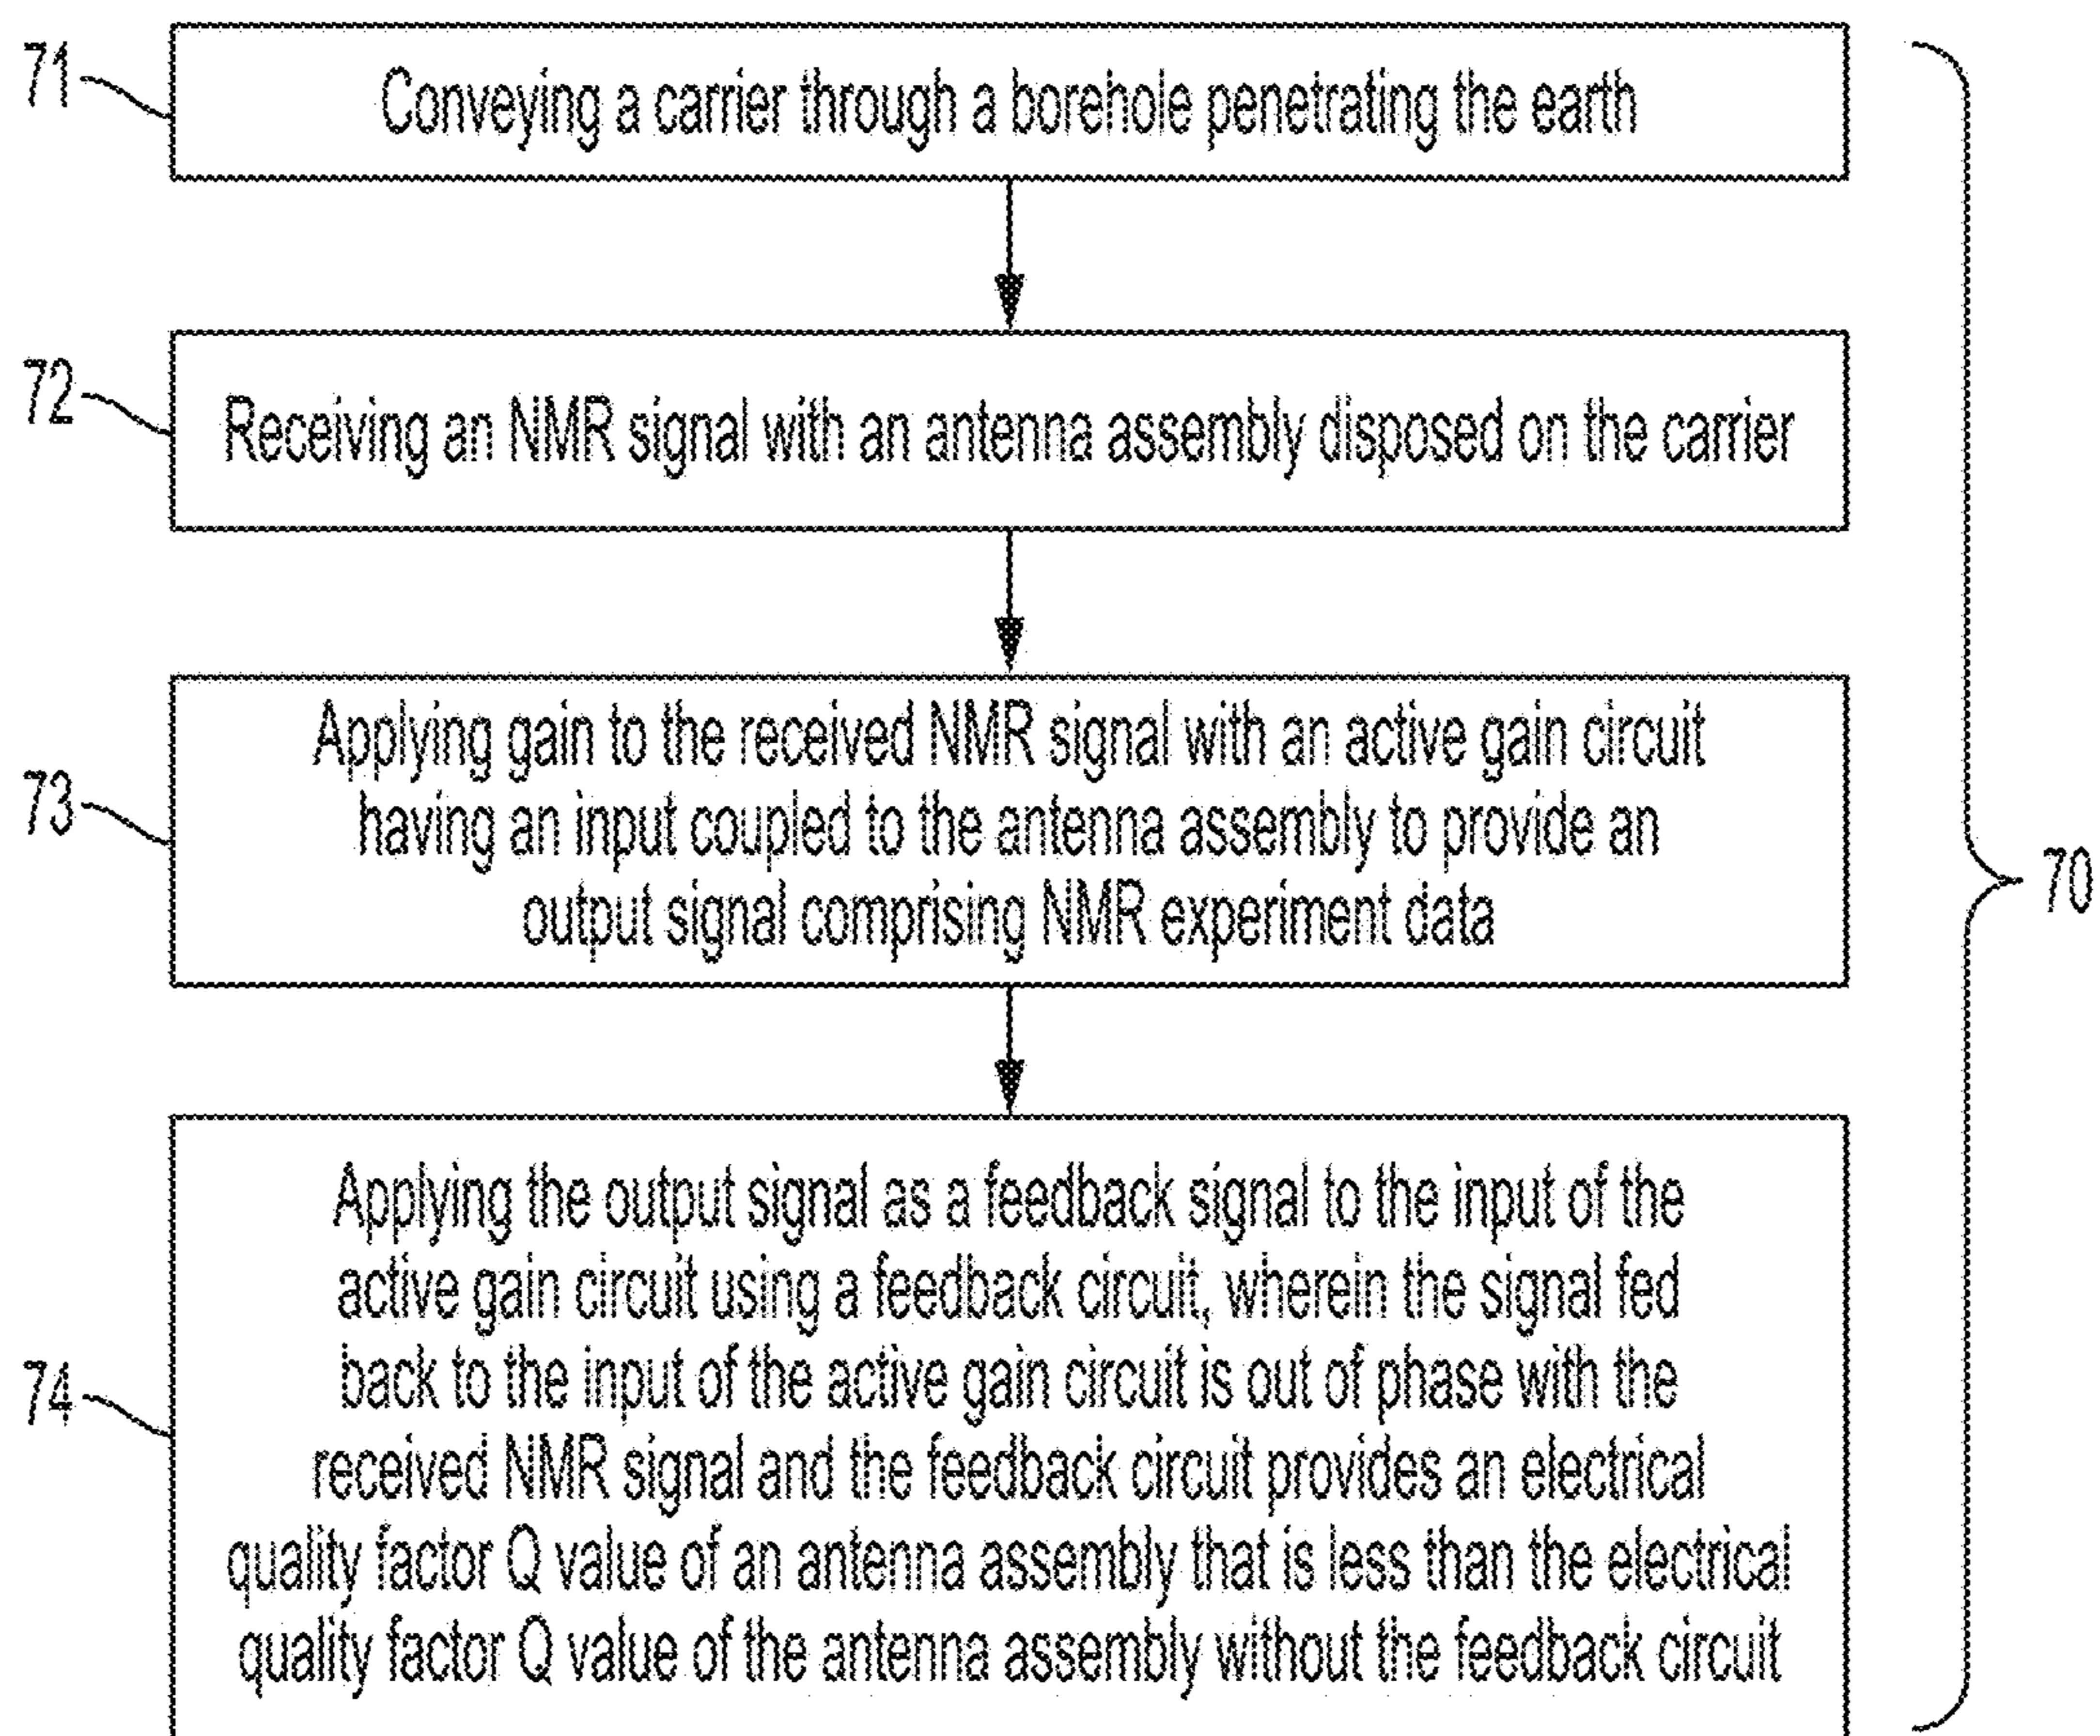 71
Conveying a carrier through a borehole penetrating the earth
72
Receiving an NMR signal with an antenna assembly disposed on the carrier
73
Applying gain to the received NMR signal with an active gain circuit
having an input coupled to the antenna assembly to provide an
output signal comprising NMR experiment data
70
74
Applying the output signal as a feedback signal to the input of the
active gain circuit using a feedback circuit, wherein the signal fed
back to the input of the active gain circuit is out of phase with the
received NMR signal and the feedback circuit provides an electrical
quality factor Q value of an antenna assembly that is less than the electrical
quality factor Q value of the antenna assembly without the feedback circuit